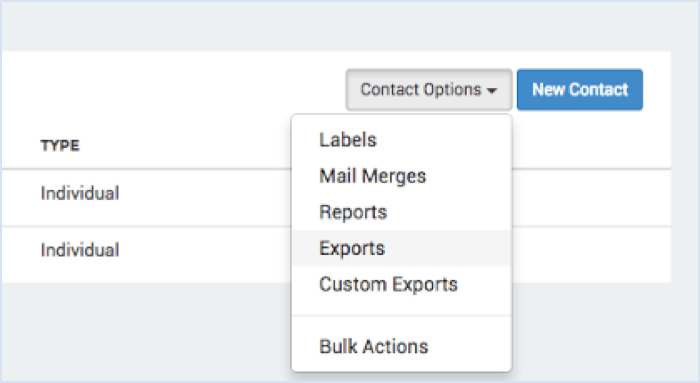 Contact Options
New Contact
TYPE
Labels
Mail Merges
Individual
Reports
Exports
Individual
Custom Exports
Bulk Actions